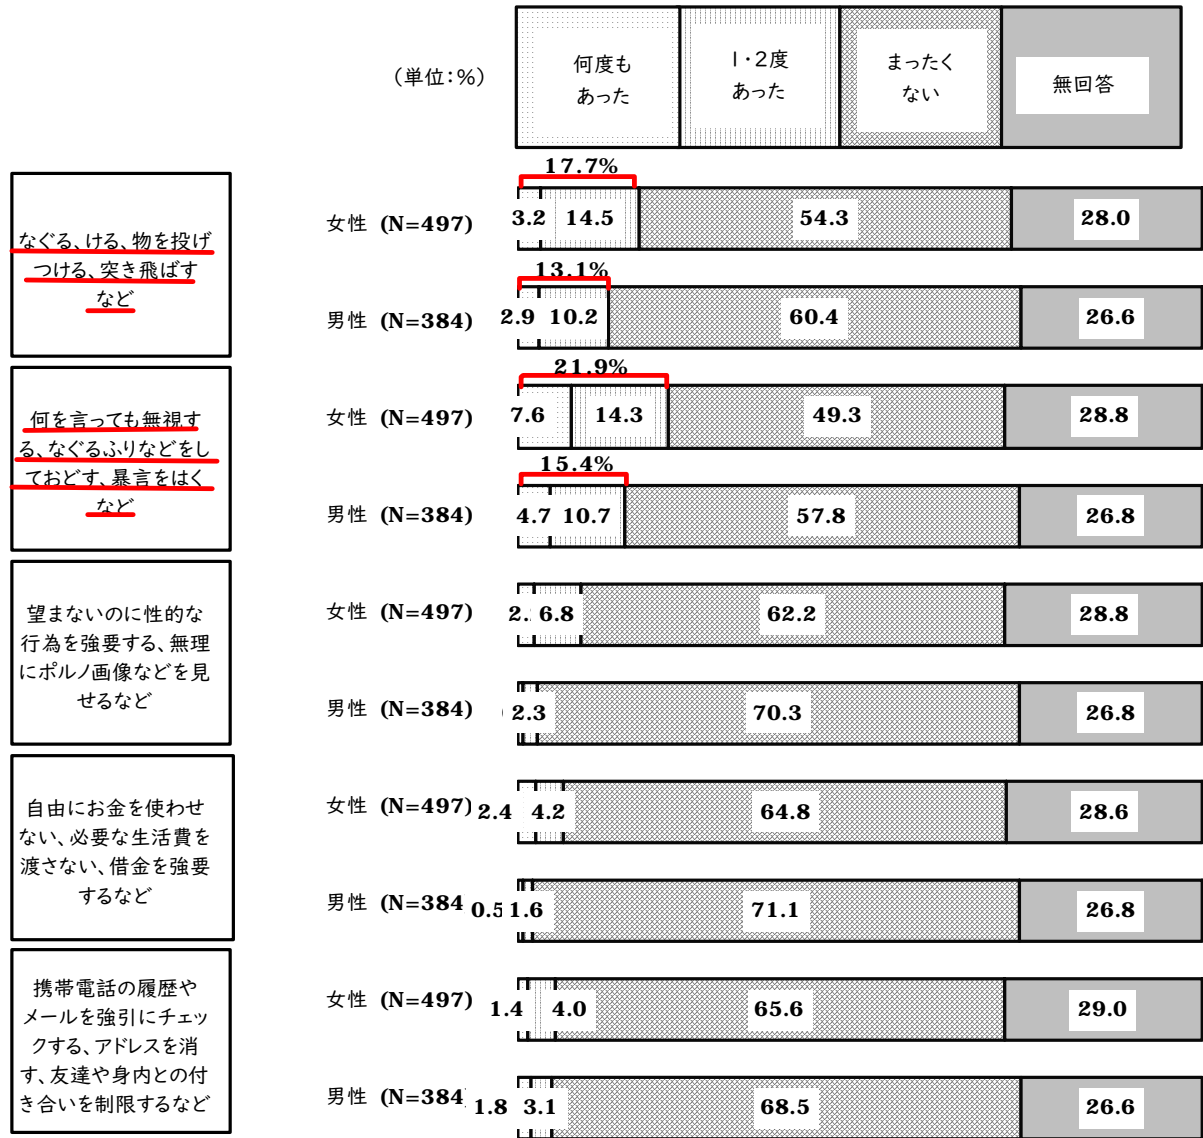 (単位:%)
何度も
あった
1・2度
あった
まったく
ない
無回答
なぐる、ける、物を投げ
つける、突き飛ばす
など
17.7%
女性 (N=497)
3.2 14.5 54.3 28.0
13.1%
男性 (N=384)
2.9 10.2 60.4 26.6
何を言っても無視す
る、なぐるふりなどをし
ておどす、暴言をはく
など
21.9%
女性 (N=497)
7.6 14.3 49.3 28.8
15.4%
男性 (N=384)
4.7 10.7 57.8 26.8
望まないのに性的な
行為を強要する、無理
にポルノ画像などを見
せるなど
女性 (N=497)
2. 6.8 62.2 28.8
男性 (N=384)
2.3 70.3 26.8
自由にお金を使わせ
ない、必要な生活費を
渡さない、借金を強要
するなど
女性 (N=497)
2.4 4.2 64.8 28.6
男性 (N=384
0.5 1.6 71.1 26.8
携帯電話の履歴や
メールを強引にチェッ
クする、アドレスを消
す、友達や身内との付
き合いを制限するなど
女性 (N=497)
1.4 4.0 65.6 29.0
男性 (N=384)
1.8 3.1 68.5 26.6